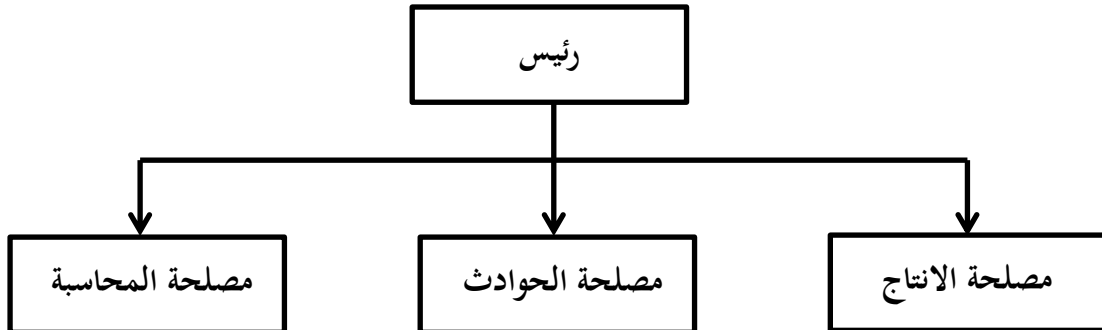 رئيس
مصلحة الانتاج
مصلحة الحوادث
مصلحة المحاسبة